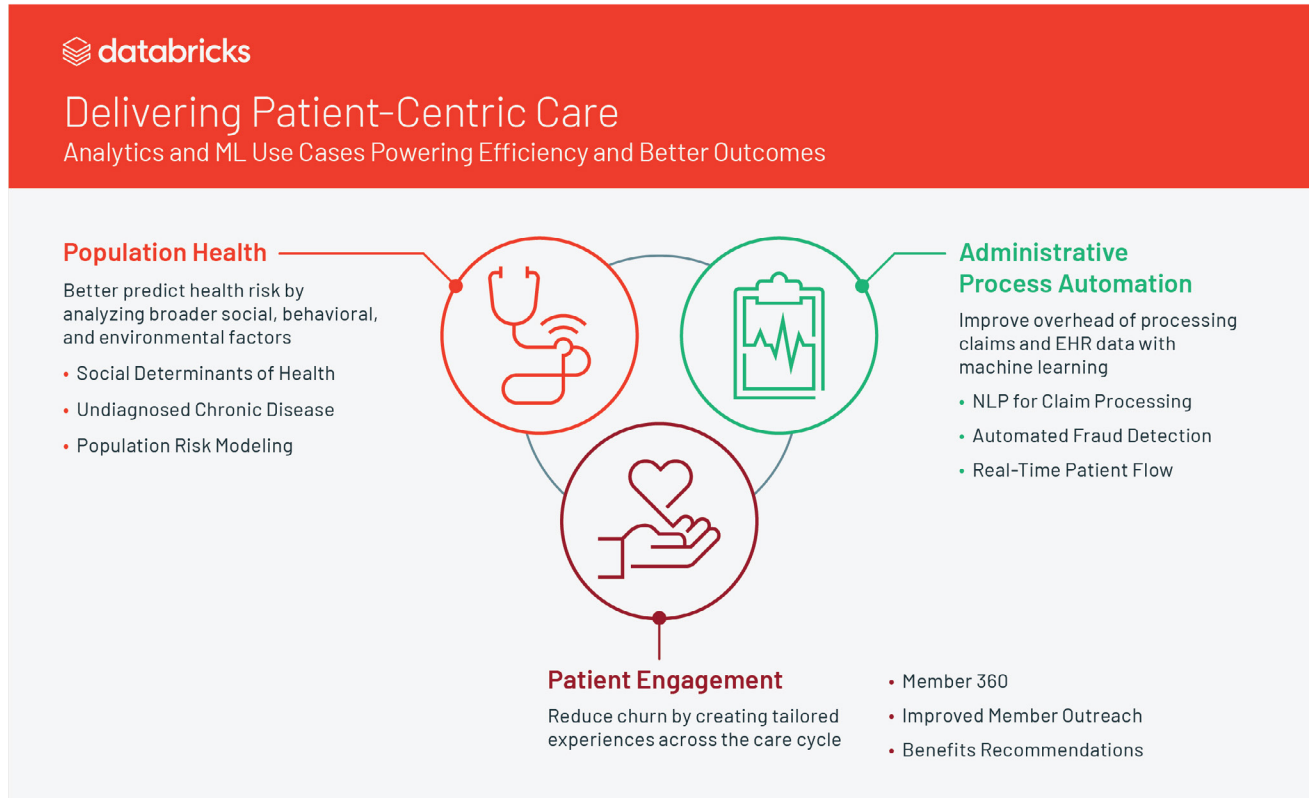 databricks
Delivering Patient-Centric Care
Analytics and ML Use Cases Powering Efficiency and Better Outcomes
Population Health
Better predict health risk by
analyzing broader social, behavioral,
and environmental factors
• Social Determinants of Health
• Undiagnosed Chronic Disease
• Population Risk Modeling
Administrative
Process Automation
Improve overhead of processing
claims and EHR data with
machine learning
• NLP for Claim Processing
• Automated Fraud Detection
• Real-Time Patient Flow
Patient Engagement
Reduce churn by creating tailored
experiences across the care cycle
• Member 360
• Improved Member Outreach
• Benefits Recommendations